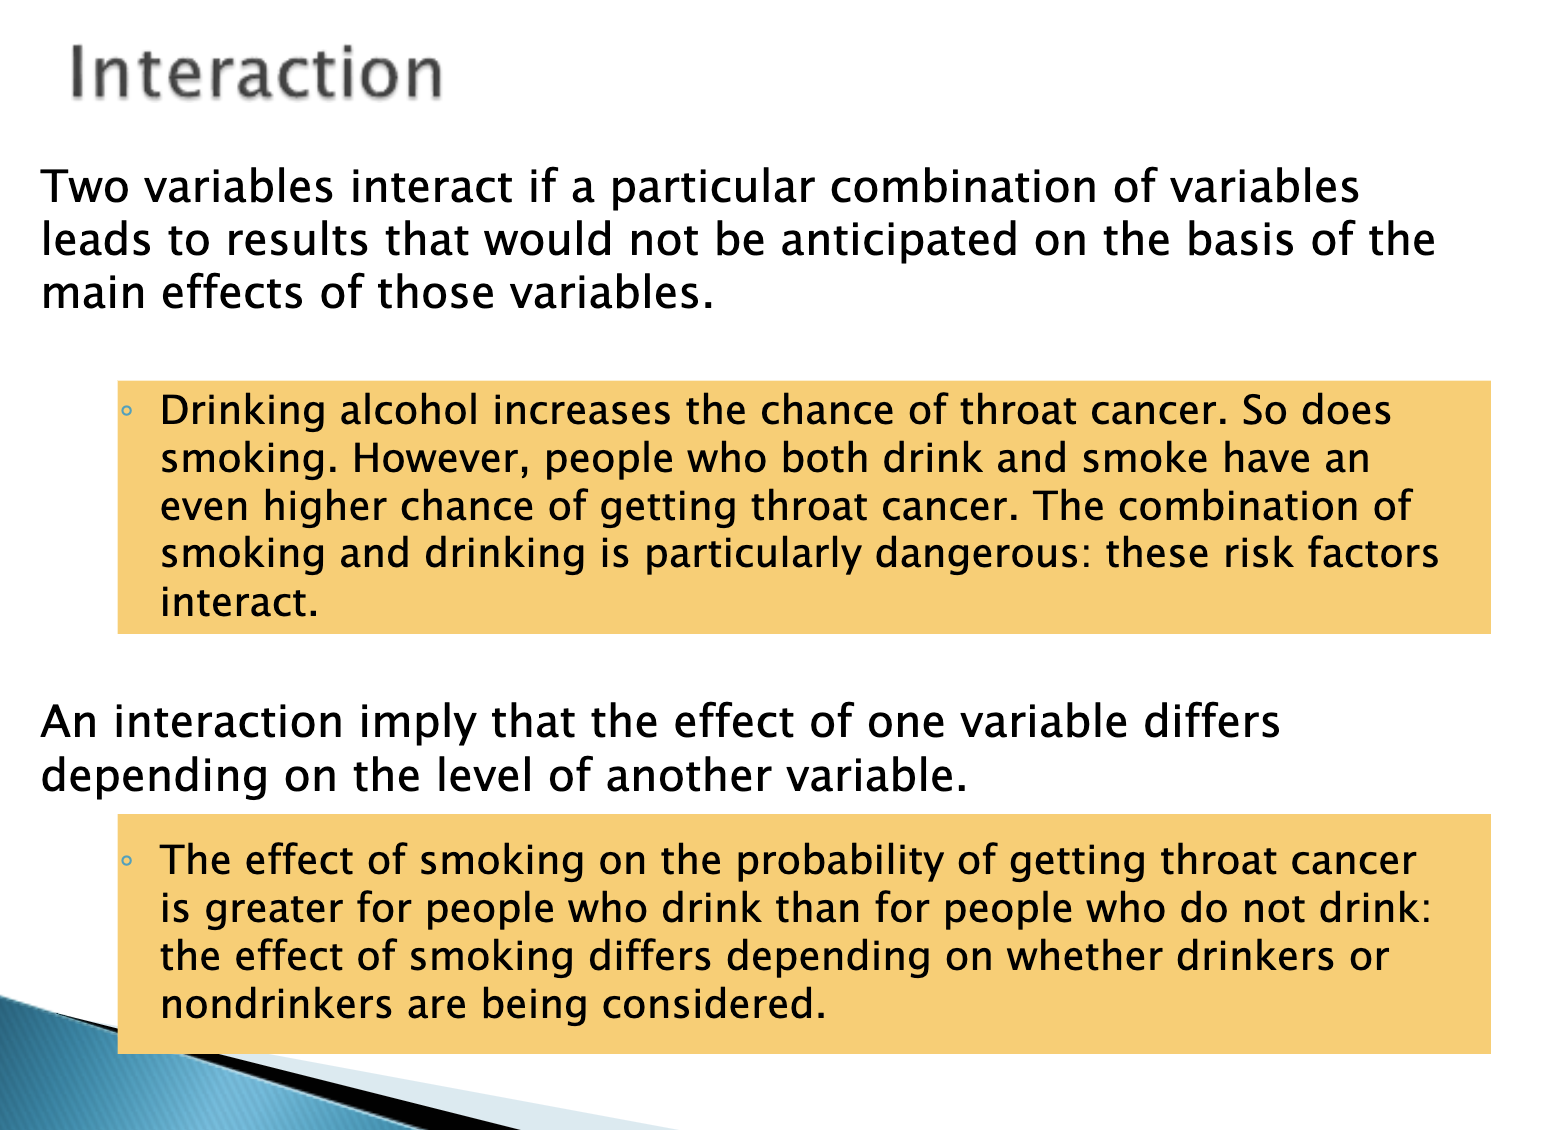 Interaction
Two variables interact if a particular combination of variables
leads to results that would not be anticipated on the basis of the
main effects of those variables.
◦ Drinking alcohol increases the chance of throat cancer. So does
smoking. However, people who both drink and smoke have an
even higher chance of getting throat cancer. The combination of
smoking and drinking is particularly dangerous: these risk factors
interact.
An interaction imply that the effect of one variable differs
depending on the level of another variable.
◦ The effect of smoking on the probability of getting throat cancer
is greater for people who drink than for people who do not drink:
the effect of smoking differs depending on whether drinkers or
nondrinkers are being considered.